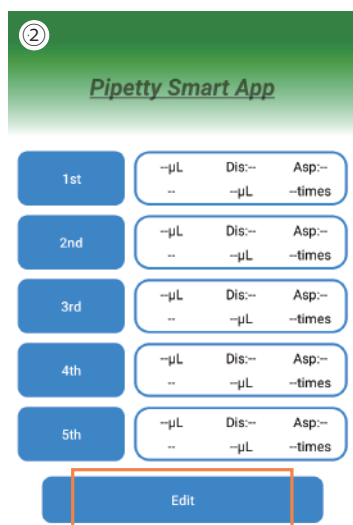 ②
Pipetty Smart App
1st
--μL Dis:-- Asp:--
-- --μL --times
2nd
--μL Dis:-- Asp:--
-- --μL --times
3rd
--μL Dis:-- Asp:--
-- --μL --times
4th
--μL Dis:-- Asp:--
-- --μL --times
5th
--μL Dis:-- Asp:--
-- --μL --times
Edit